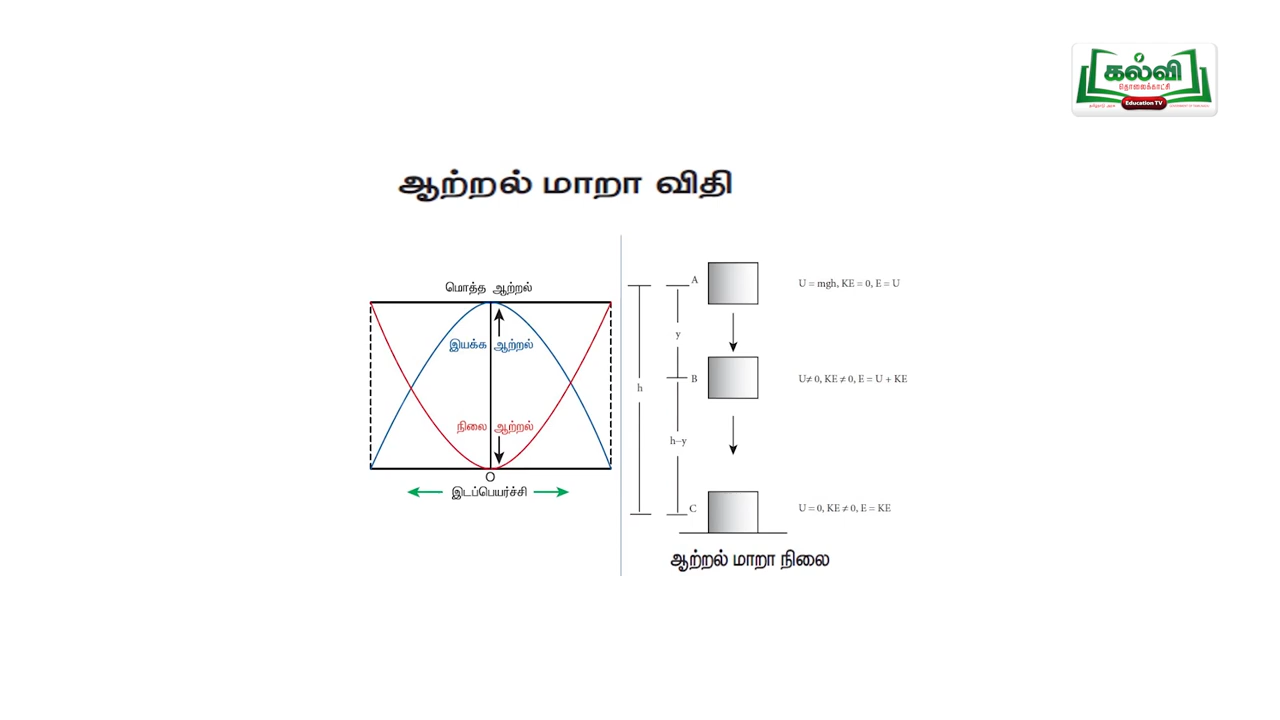 கல்வி
தொலைக்காட்சி
Education TV
ஆற்றல் மாறா விதி
மொத்த ஆற்றல்
இயக்க ஆற்றல்
நிலை ஆற்றல்
O
இடப்பெயர்ச்சி
A
U = mgh, KE = 0, E = U
y
h
B
U≠ 0, KE ≠ 0, E = U + KE
h–y
C
U = 0, KE ≠ 0, E = KE
ஆற்றல் மாறா நிலை